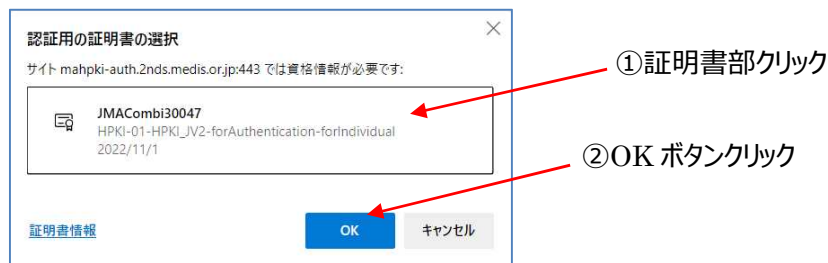 認証用の証明書の選択
サイト mahpki-auth.2nds.medis.or.jp:443 では資格情報が必要です:
JMACombi30047
HPKI-01-HPKI_JV2-forAuthentication-forIndividual
2022/11/1
証明書情報
OK
キャンセル
①証明書部クリック
②OK ボタンクリック